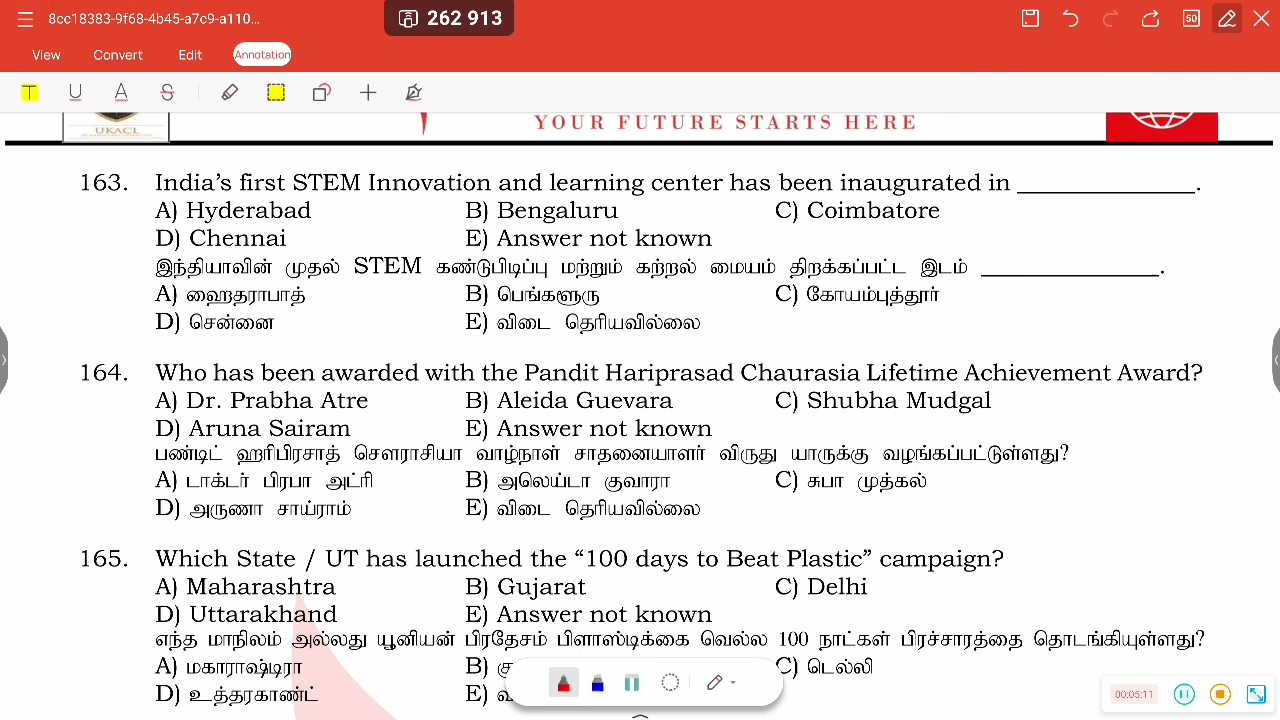 8cc18383-9f68-4b45-a7c9-a110...
262 913
50
View Convert Edit Annotation
T U A S
UKACL
YOUR FUTURE STARTS HERE
163. India's first STEM Innovation and learning center has been inaugurated in _______________.
A) Hyderabad B) Bengaluru C) Coimbatore
D) Chennai E) Answer not known
இந்தியாவின் முதல் STEM கண்டுபிடிப்பு மற்றும் கற்றல் மையம் திறக்கப்பட்ட இடம் _______________.
A) ஹைதராபாத் B) பெங்களூரு C) கோயம்புத்தூர்
D) சென்னை E) விடை தெரியவில்லை
164. Who has been awarded with the Pandit Hariprasad Chaurasia Lifetime Achievement Award?
A) Dr. Prabha Atre B) Aleida Guevara C) Shubha Mudgal
D) Aruna Sairam E) Answer not known
பண்டிட் ஹரிபிரசாத் சௌராசியா வாழ்நாள் சாதனையாளர் விருது யாருக்கு வழங்கப்பட்டுள்ளது?
A) டாக்டர் பிரபா அட்ரி B) அலெய்டா குவாரா C) சுபா முத்கல்
D) அருணா சாய்ராம் E) விடை தெரியவில்லை
165. Which State / UT has launched the “100 days to Beat Plastic” campaign?
A) Maharashtra B) Gujarat C) Delhi
D) Uttarakhand E) Answer not known
எந்த மாநிலம் அல்லது யூனியன் பிரதேசம் பிளாஸ்டிக்கை வெல்ல 100 நாட்கள் பிரச்சாரத்தை தொடங்கியுள்ளது?
A) மகாராஷ்டிரா B) C) டெல்லி
D) உத்தரகாண்ட் E)
00:05:11